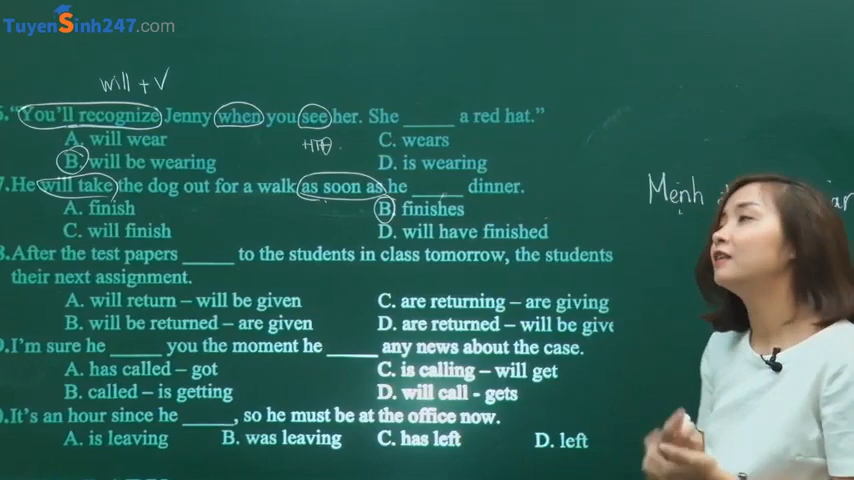 TuyenSinh247.com
will + V
6."You'll recognize Jenny when you see her. She _____ a red hat."
A. will wear
C. wears
HTĐ
B. will be wearing
D. is wearing
7.He will take the dog out for a walk as soon as he _____ dinner.
Mệnh
A. finish
B. finishes
C. will finish
D. will have finished
8.After the test papers _____ to the students in class tomorrow, the students
their next assignment.
A. will return – will be given
C. are returning – are giving
B. will be returned – are given
D. are returned – will be give
9.I'm sure he _____ you the moment he _____ any news about the case.
A. has called – got
C. is calling – will get
B. called – is getting
D. will call - gets
0.It's an hour since he _____, so he must be at the office now.
A. is leaving
B. was leaving
C. has left
D. left